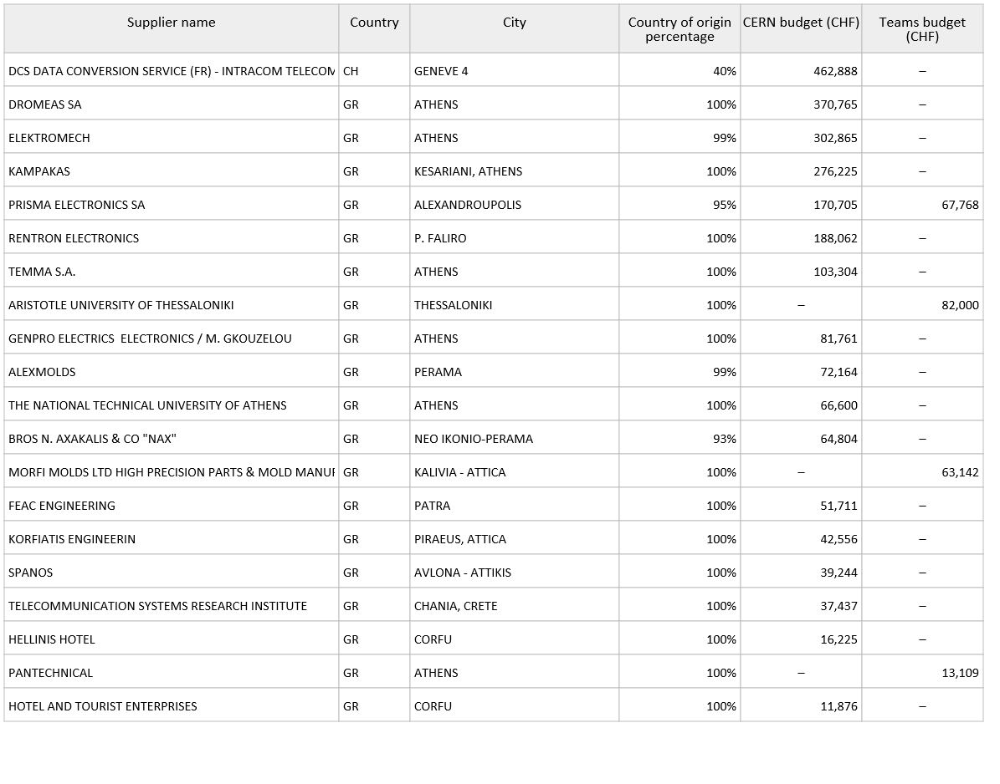 Supplier name Country City Country of origin percentage CERN budget (CHF) Teams budget (CHF)
DCS DATA CONVERSION SERVICE (FR) - INTRACOM TELECOM CH GENEVE 4 40% 462,888 –
DROMEAS SA GR ATHENS 100% 370,765 –
ELEKTROMECH GR ATHENS 99% 302,865 –
KAMPAKAS GR KESARIANI, ATHENS 100% 276,225 –
PRISMA ELECTRONICS SA GR ALEXANDROUPOLIS 95% 170,705 67,768
RENTRON ELECTRONICS GR P. FALIRO 100% 188,062 –
TEMMA S.A. GR ATHENS 100% 103,304 –
ARISTOTLE UNIVERSITY OF THESSALONIKI GR THESSALONIKI 100% – 82,000
GENPRO ELECTRICS  ELECTRONICS / M. GKOUZELOU GR ATHENS 100% 81,761 –
ALEXMOLDS GR PERAMA 99% 72,164 –
THE NATIONAL TECHNICAL UNIVERSITY OF ATHENS GR ATHENS 100% 66,600 –
BROS N. AXAKALIS & CO "NAX" GR NEO IKONIO-PERAMA 93% 64,804 –
MORFI MOLDS LTD HIGH PRECISION PARTS & MOLD MANUF GR KALIVIA - ATTICA 100% – 63,142
FEAC ENGINEERING GR PATRA 100% 51,711 –
KORFIATIS ENGINEERIN GR PIRAEUS, ATTICA 100% 42,556 –
SPANOS GR AVLONA - ATTIKIS 100% 39,244 –
TELECOMMUNICATION SYSTEMS RESEARCH INSTITUTE GR CHANIA, CRETE 100% 37,437 –
HELLINIS HOTEL GR CORFU 100% 16,225 –
PANTECHNICAL GR ATHENS 100% – 13,109
HOTEL AND TOURIST ENTERPRISES GR CORFU 100% 11,876 –